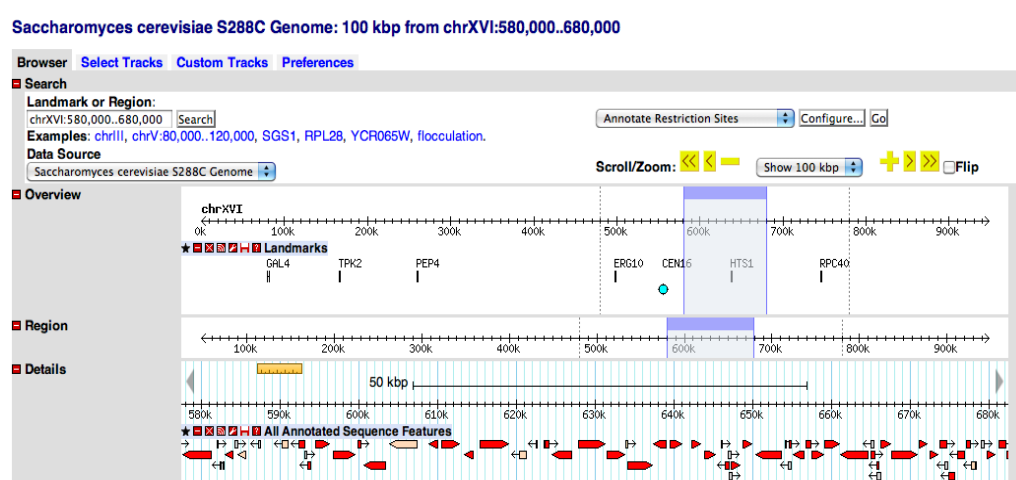 Saccharomyces cerevisiae S288C Genome: 100 kbp from chrXVI:580,000..680,000
Browser Select Tracks Custom Tracks Preferences
Search
Landmark or Region:
chrXVI:580,000..680,000 Search Annotate Restriction Sites Configure... Go
Examples: chrIII, chrV:80,000..120,000, SGS1, RPL28, YCR065W, flocculation.
Data Source
Saccharomyces cerevisiae S288C Genome Scroll/Zoom: Show 100 kbp Flip
Overview
chrXVI
0k 100k 200k 300k 400k 500k 600k 700k 800k 900k
Landmarks
GAL4 TPK2 PEP4 ERG10 CEN16 HTS1 RPC40
Region
100k 200k 300k 400k 500k 600k 700k 800k 900k
Details
50 kbp
580k 590k 600k 610k 620k 630k 640k 650k 660k 670k 680k
All Annotated Sequence Features